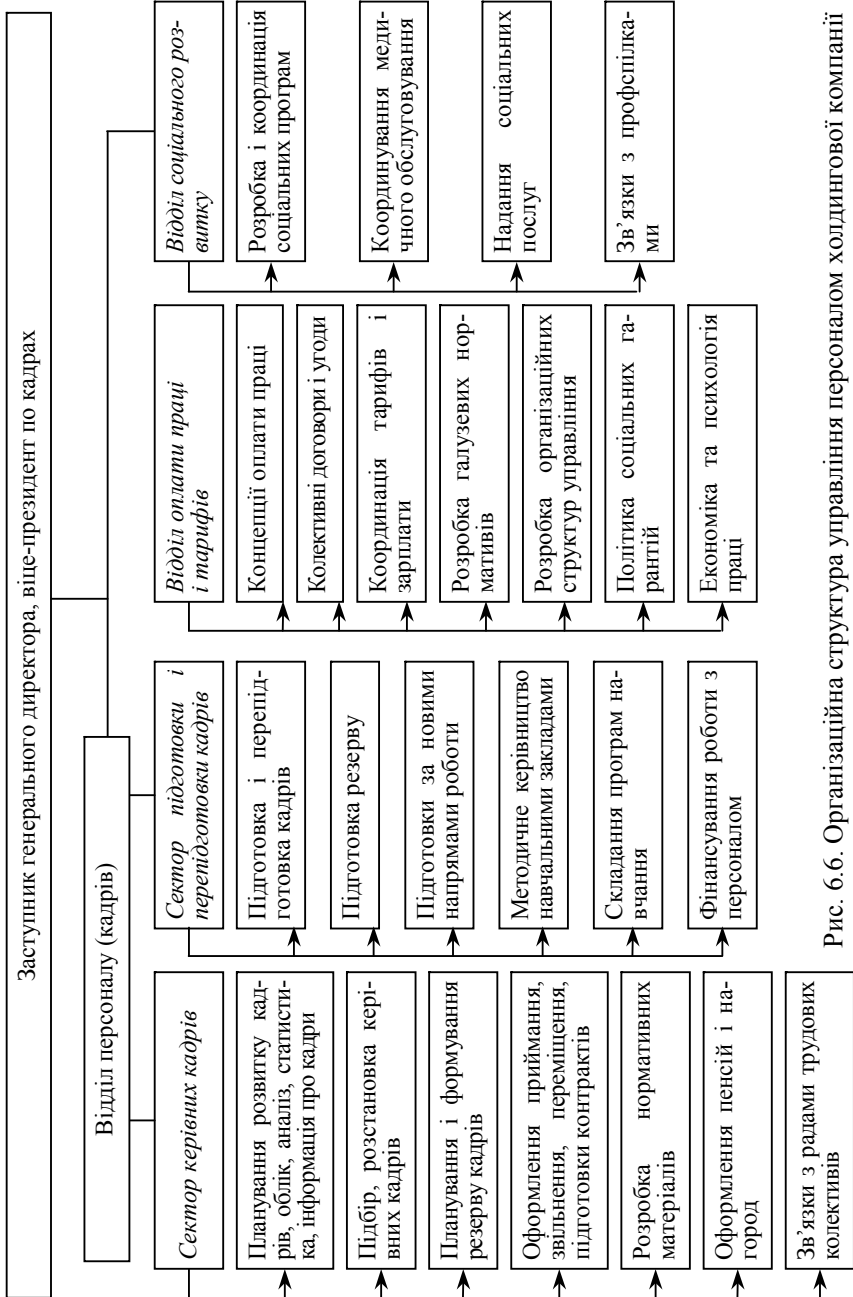 Заступник генерального директора, віце-президент по кадрах
Відділ персоналу (кадрів)
Сектор керівних кадрів
Планування розвитку кад-
рів, облік, аналіз, статисти-
ка, інформація про кадри
Підбір, розстановка кері-
вних кадрів
Планування і формування
резерву кадрів
Оформлення приймання,
звільнення, переміщення,
підготовки контрактів
Розробка нормативних
матеріалів
Оформлення пенсій і на-
город
Зв’язки з радами трудових
колективів
Сектор підготовки і
перепідготовки кадрів
Підготовка і перепід-
готовка кадрів
Підготовка резерву
Підготовки за новими
напрямами роботи
Методичне керівництво
навчальними закладами
Складання програм на-
вчання
Фінансування роботи з
персоналом
Відділ оплати праці
і тарифів
Концепції оплати праці
Колективні договори і угоди
Координація тарифів і
зарплати
Розробка галузевих нор-
мативів
Розробка організаційних
структур управління
Політика соціальних га-
рантій
Економіка та психологія
праці
Відділ соціального роз-
витку
Розробка і координація
соціальних програм
Координування меди-
чного обслуговування
Надання соціальних
послуг
Зв’язки з профспілка-
ми
Рис. 6.6. Організаційна структура управління персоналом холдингової компанії